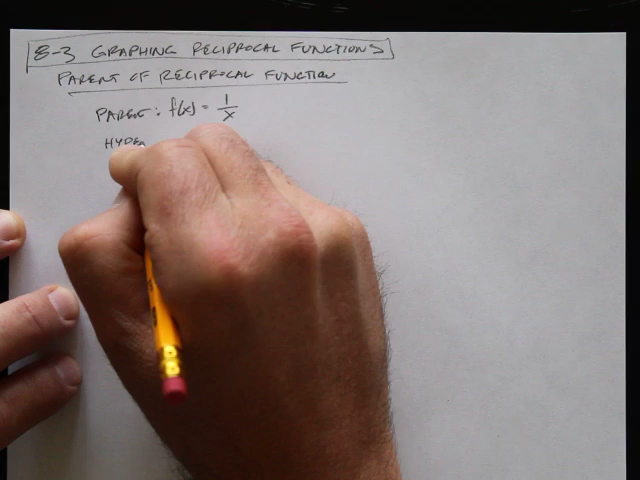 8-3 GRAPHING RECIPROCAL FUNCTIONS
PARENT OF RECIPROCAL FUNCTION
PARENT: f(x) = 1/x